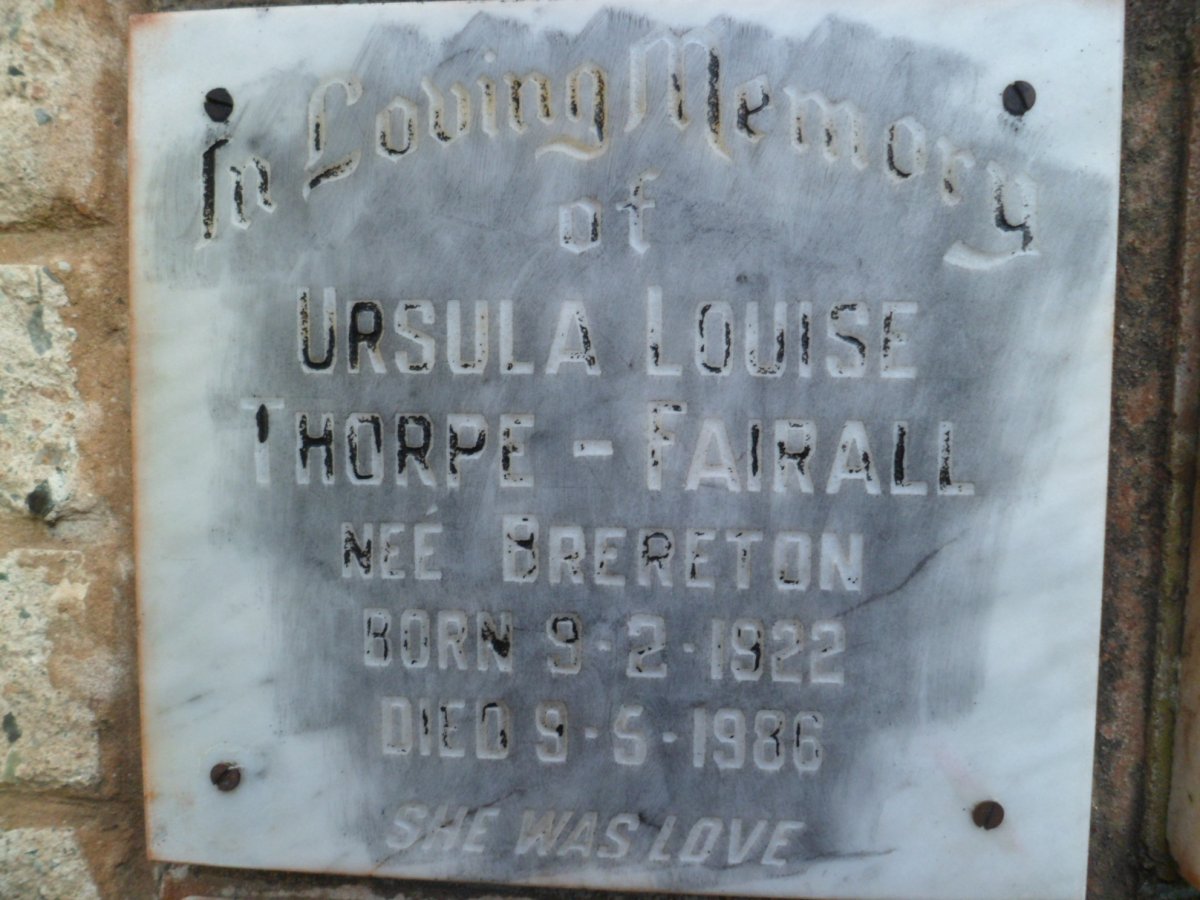 In Loving Memory
of
URSULA LOUISE
THORPE - FAIRALL
NEÉ BRERETON
BORN 9-2-1922
DIED 9-5-1986
SHE WAS LOVE